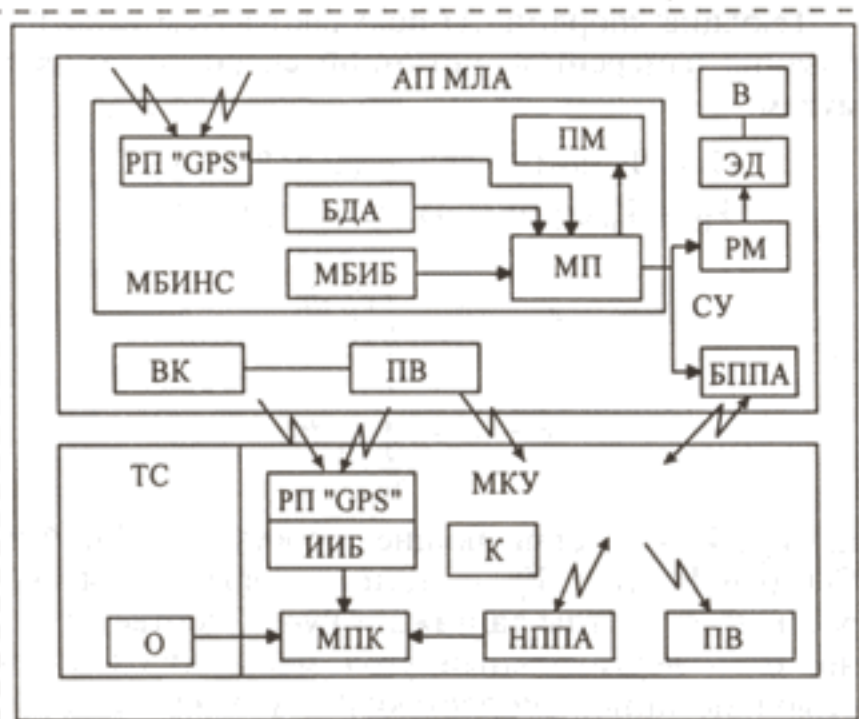 АП МЛА
В
РП "GPS"
ПМ
ЭД
БДА
МБИНС
МБИБ
МП
РМ
СУ
ВК
ПВ
БППА
ТС
РП "GPS"
МКУ
ИИБ
К
О
МПК
НППА
ПВ